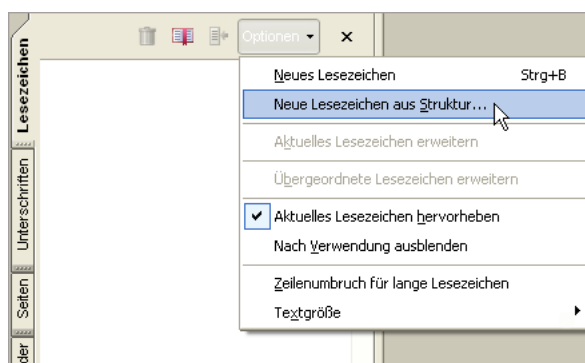 Optionen
Lesezeichen
Unterschriften
Seiten
der
Neues Lesezeichen Strg+B
Neue Lesezeichen aus Struktur...
Aktuelles Lesezeichen erweitern
Übergeordnete Lesezeichen erweitern
Aktuelles Lesezeichen hervorheben
Nach Verwendung ausblenden
Zeilenumbruch für lange Lesezeichen
Textgröße